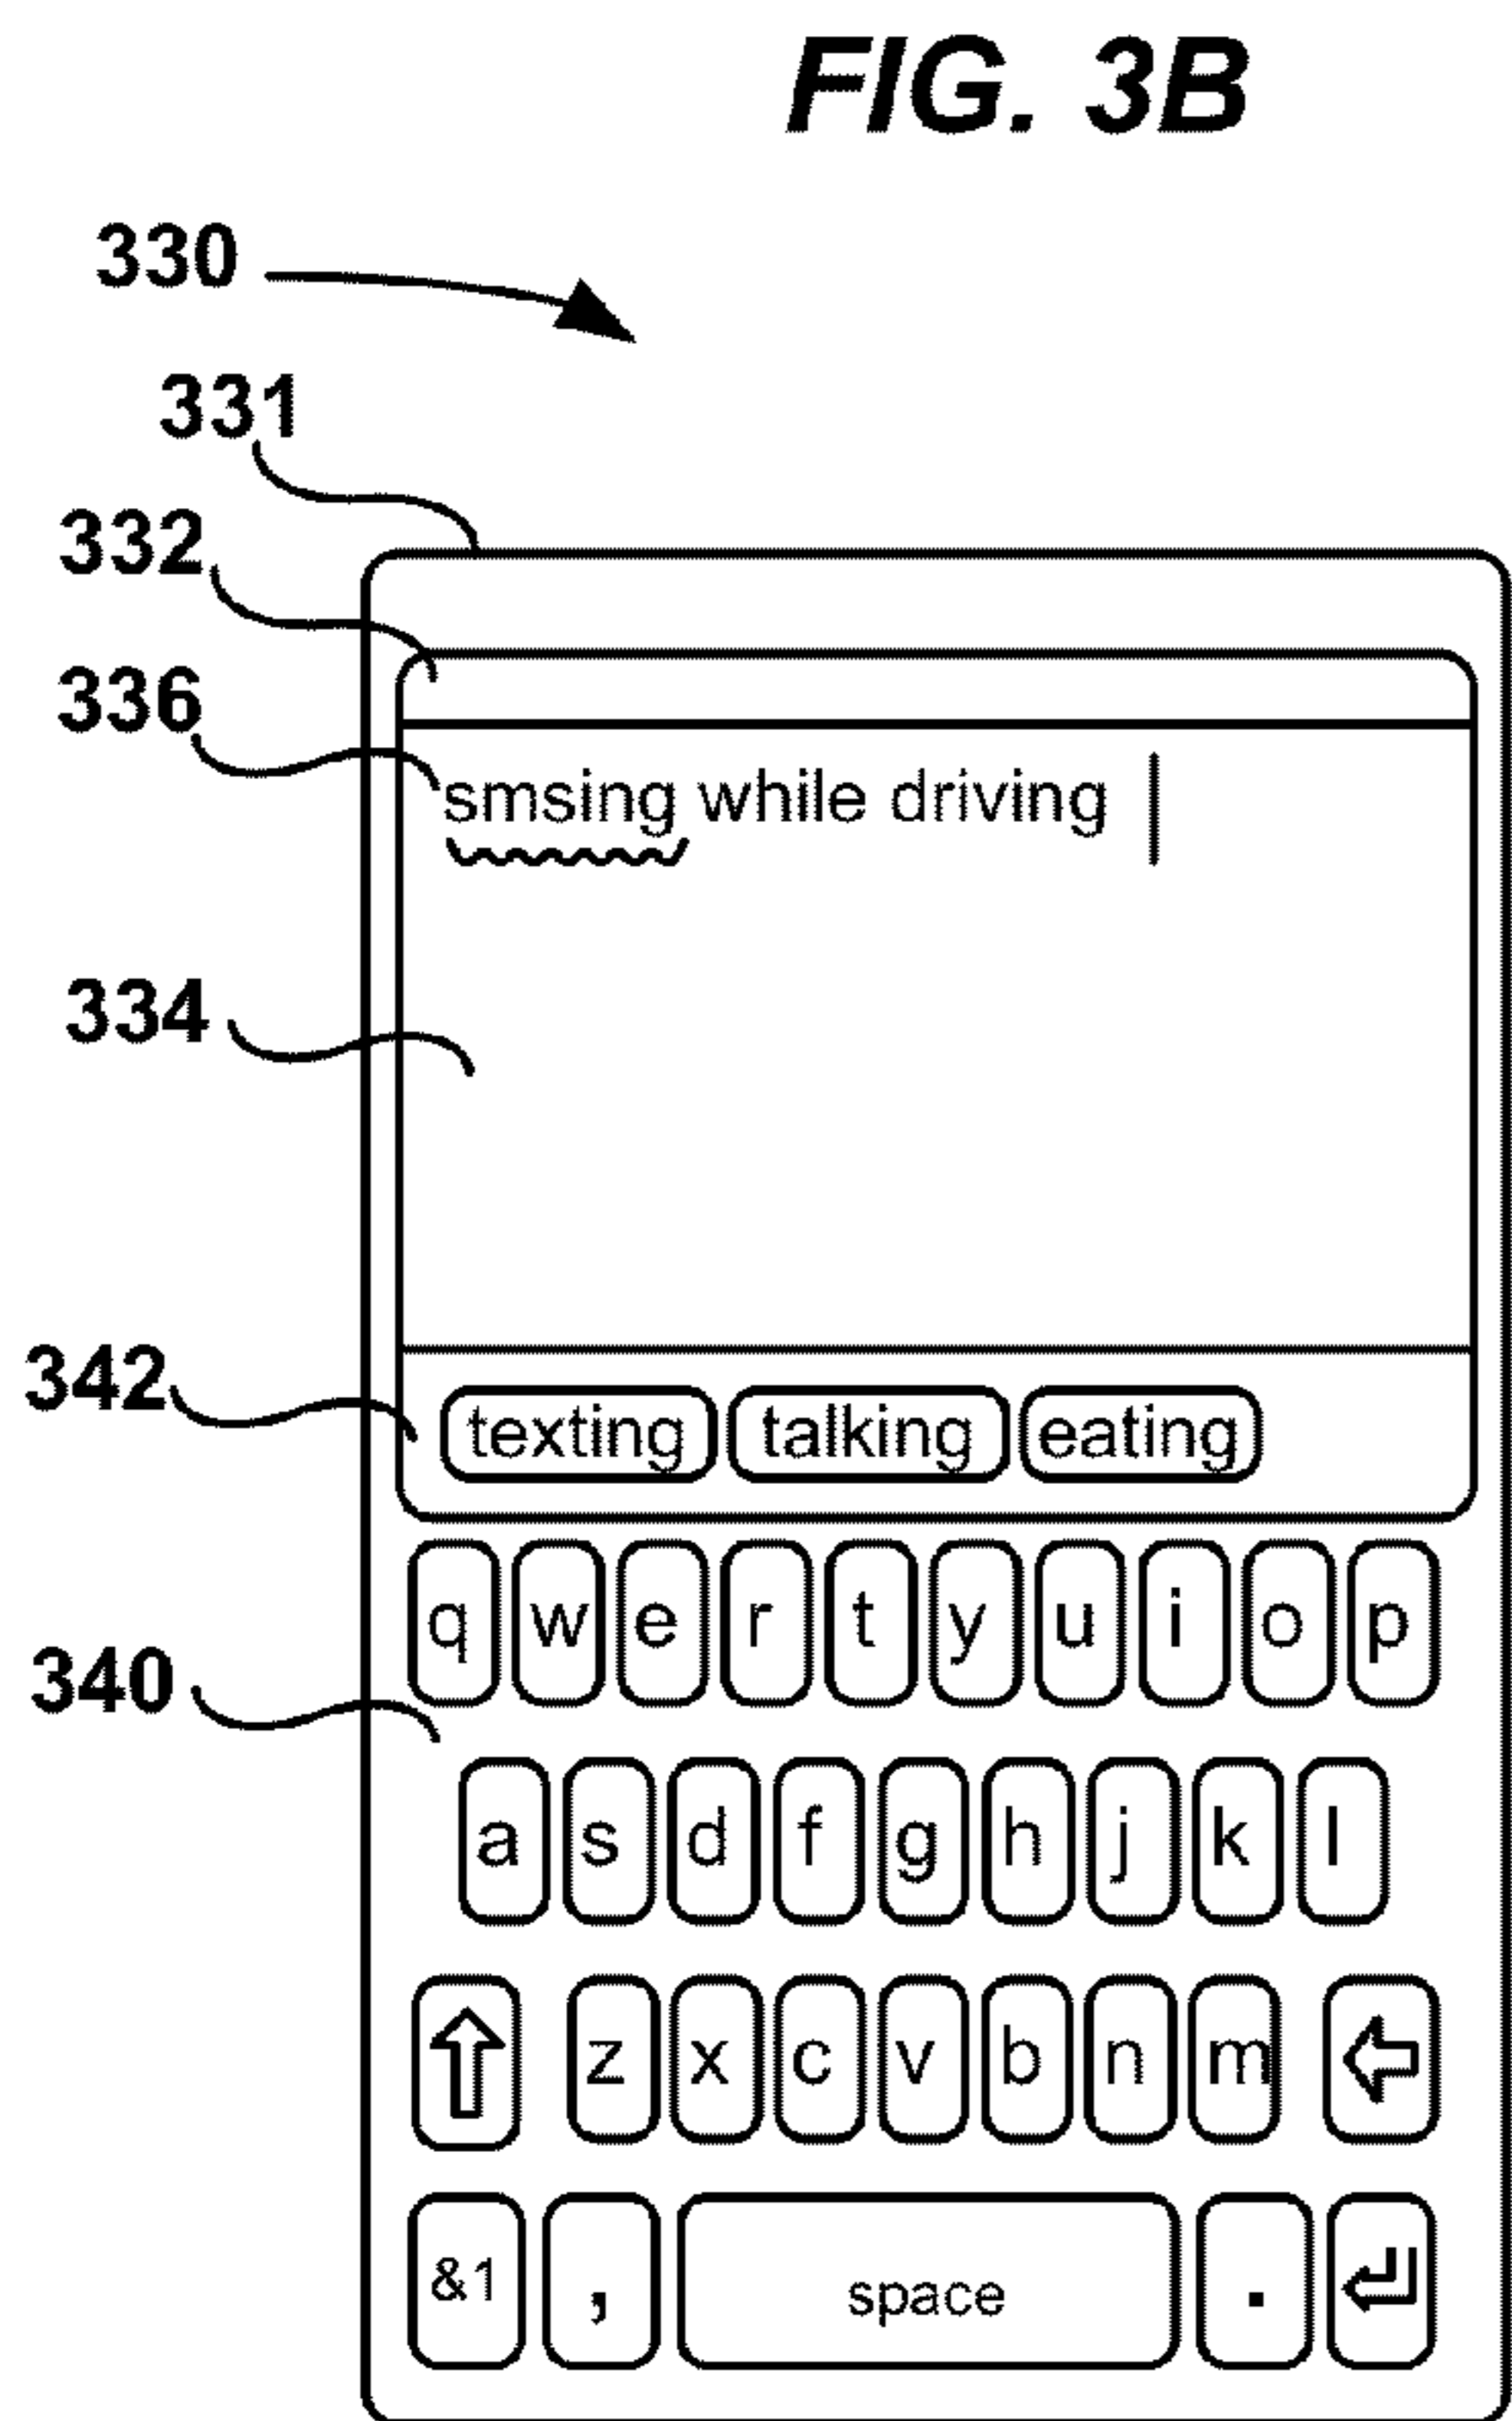 FIG. 3B
330
331
332
336
smsing while driving
334
342
texting talking eating
q w e r t y u i o p
340
a s d f g h j k l
z x c v b n m
&1 , space .